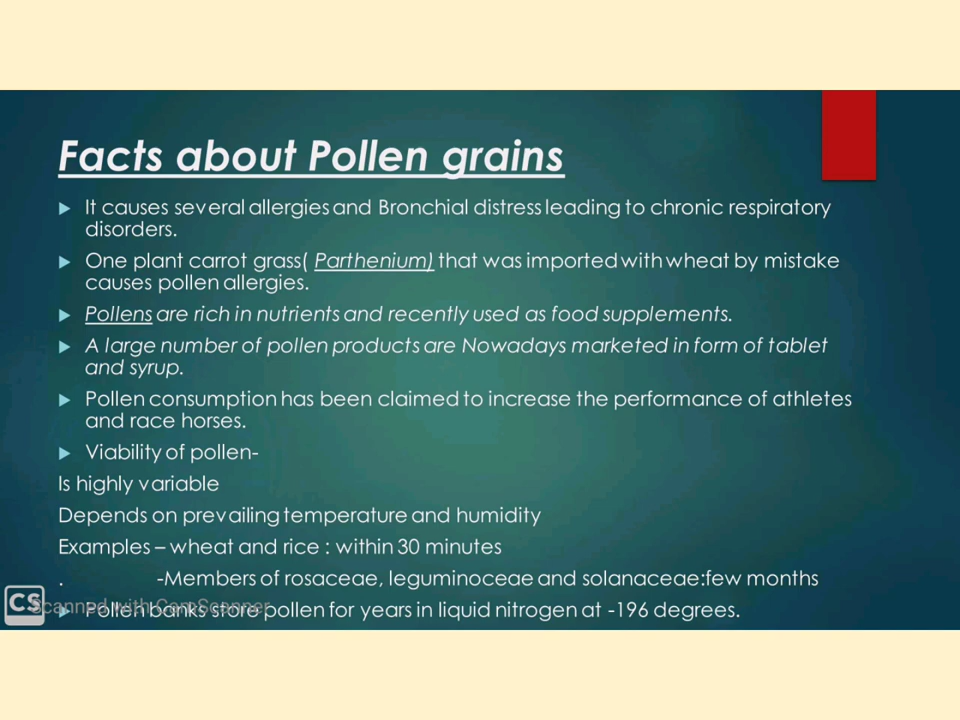 Facts about Pollen grains
It causes several allergies and Bronchial distress leading to chronic respiratory
disorders.
One plant carrot grass( Parthenium) that was imported with wheat by mistake
causes pollen allergies.
Pollens are rich in nutrients and recently used as food supplements.
A large number of pollen products are Nowadays marketed in form of tablet
and syrup.
Pollen consumption has been claimed to increase the performance of athletes
and race horses.
Viability of pollen-
Is highly variable
Depends on prevailing temperature and humidity
Examples – wheat and rice : within 30 minutes
. -Members of rosaceae, leguminoceae and solanaceae:few months
Pollen banks store pollen for years in liquid nitrogen at -196 degrees.
CS Scanned with CamScanner